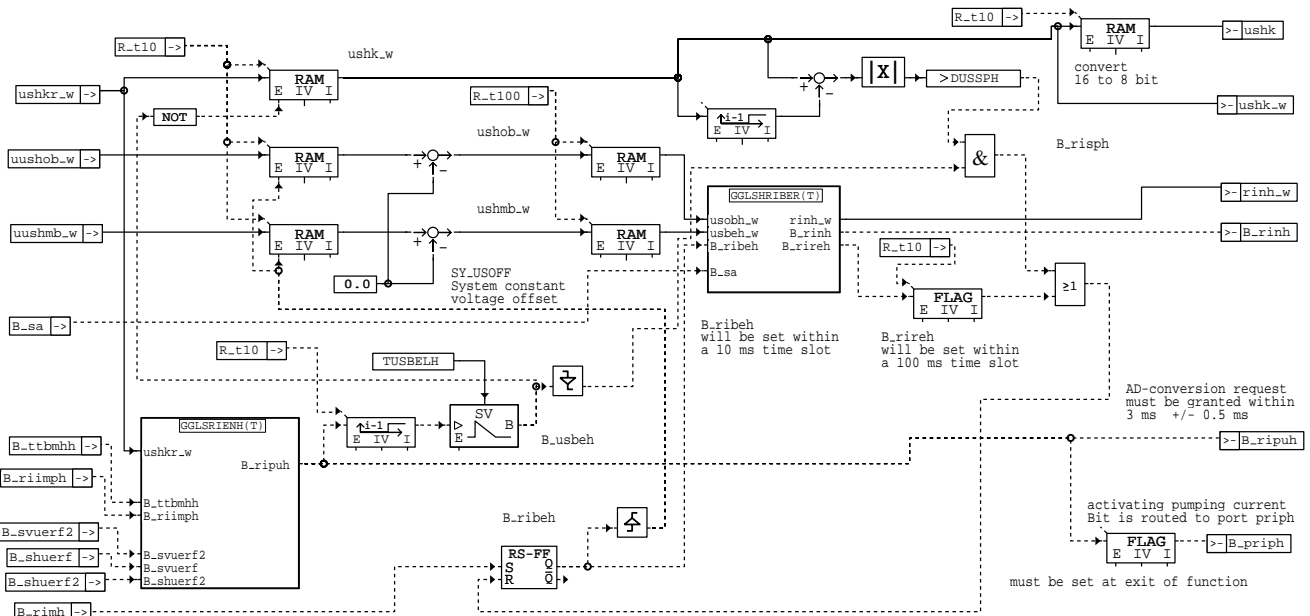 R_t10 ->
>- ushk
R_t10 ->
ushk_w
RAM
E IV I
RAM
E IV I
convert
16 to 8 bit
|X|
>DUSSPH
ushkr_w ->
R_t100 ->
>- ushk_w
NOT
i-1
E IV I
ushob_w
B_risph
uushob_w ->
RAM
E IV I
+
−
RAM
E IV I
&
GGLSHRIBER(T)
>- rinh_w
ushmb_w
usobh_w
rinh_w
uushmb_w ->
RAM
E IV I
+
−
RAM
E IV I
usbeh_w
B_rinh
>- B_rinh
B_ribeh
B_rireh
R_t10 ->
B_sa
0.0
SY_USOFF
System constant
voltage offset
≥1
FLAG
E IV I
B_sa ->
B_ribeh
will be set within
a 10 ms time slot
B_rireh
will be set within
a 100 ms time slot
R_t10 ->
TUSBELH
AD-conversion request
must be granted within
3 ms +/- 0.5 ms
SV
B
E
GGLSRIENH(T)
i-1
E IV I
B_usbeh
B_ttbmhh ->
ushkr_w
>- B_ripuh
B_ripuh
B_riimph ->
B_ttbmhh
B_riimph
activating pumping current
Bit is routed to port priph
B_ribeh
B_svuerf2 ->
RS-FF
S Q
R Q
FLAG
E IV I
>- B_priph
B_svuerf2
B_shuerf ->
B_svuerf
B_shuerf2 ->
B_shuerf2
must be set at exit of function
B_rimh ->
+
−